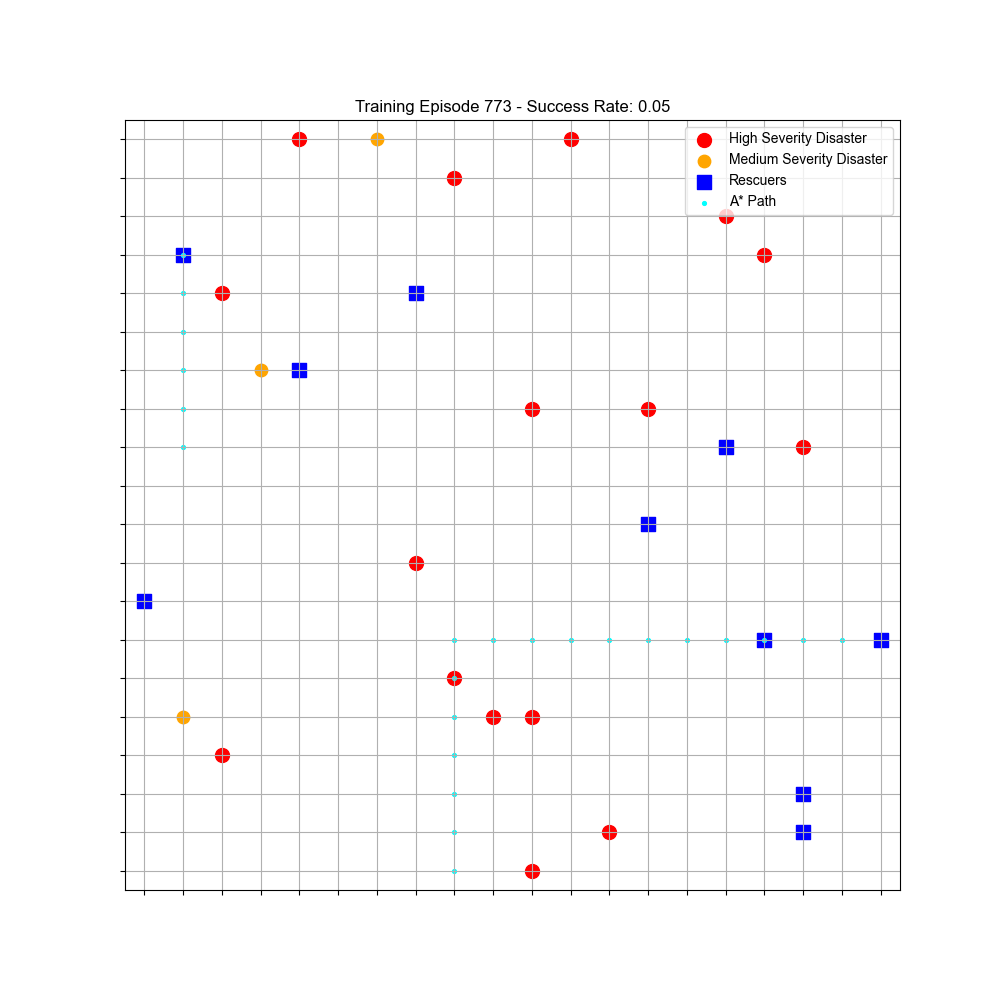 Training Episode 773 - Success Rate: 0.05
High Severity Disaster
Medium Severity Disaster
Rescuers
A* Path